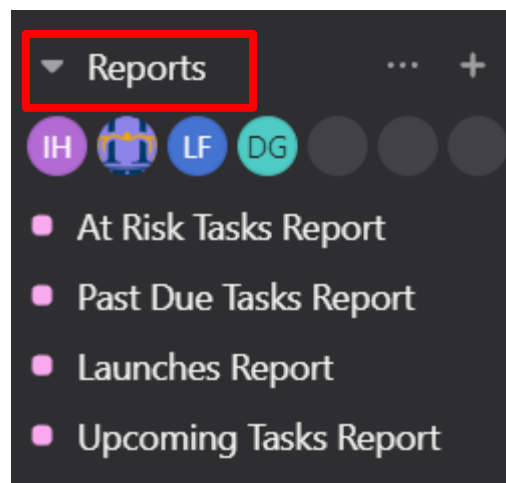 Reports
IH LF DG
At Risk Tasks Report
Past Due Tasks Report
Launches Report
Upcoming Tasks Report